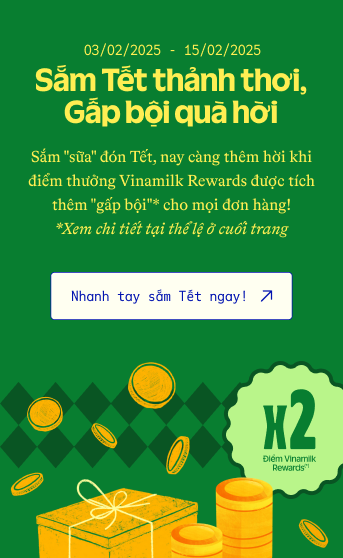 03/02/2025 - 15/02/2025
Sắm Tết thảnh thơi,
Gấp bội quà hời
Sắm "sữa" đón Tết, nay càng thêm hời khi
điểm thưởng Vinamilk Rewards được tích
thêm "gấp bội"* cho mọi đơn hàng!
*Xem chi tiết tại thể lệ ở cuối trang
Nhanh tay sắm Tết ngay!
x2
Điểm Vinamilk
Rewards